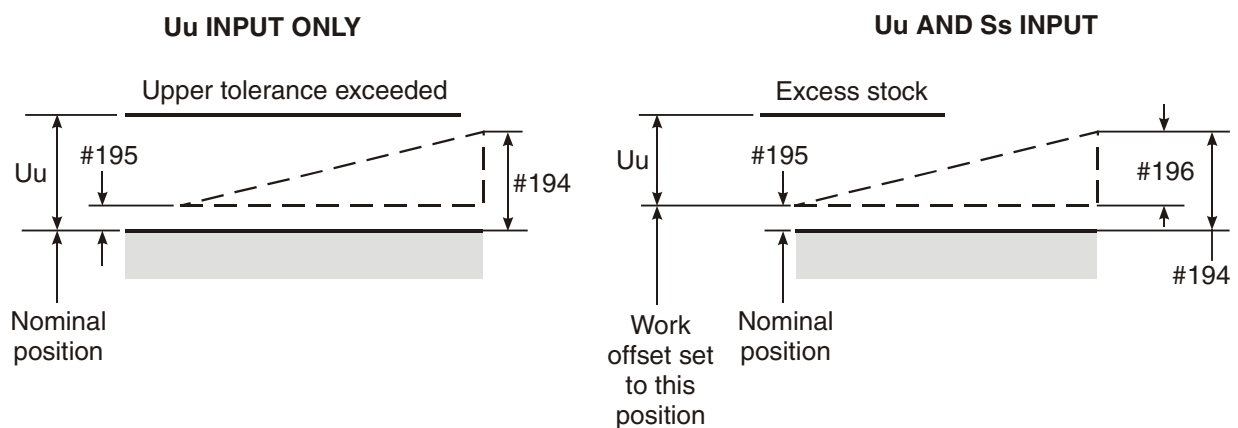 Uu INPUT ONLY
Upper tolerance exceeded
Uu
#195
#194
Nominal
position
Uu AND Ss INPUT
Excess stock
Uu
#195
#196
#194
Work
offset set
to this
position
Nominal
position